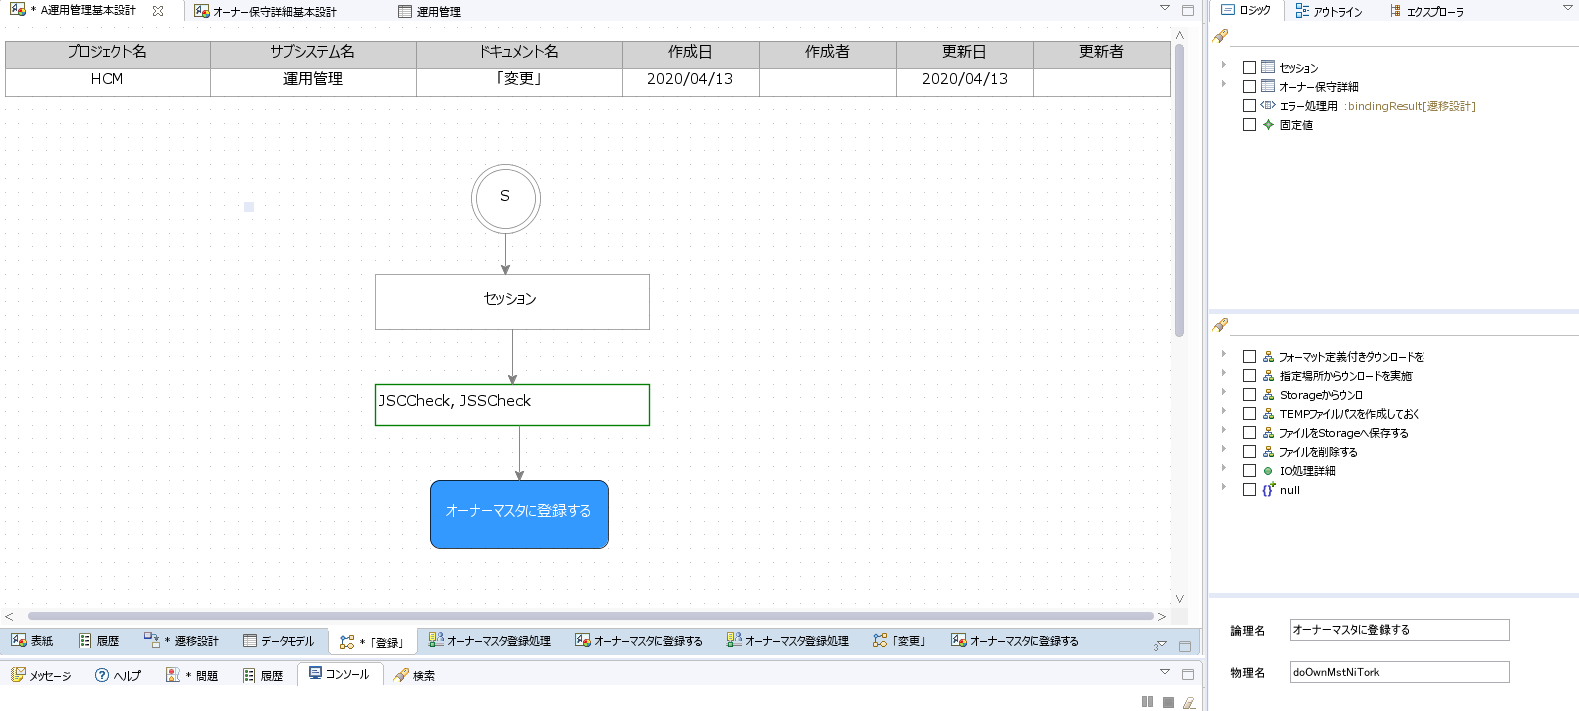 * A運用管理基本設計
オーナー保守詳細基本設計
運用管理
ロジック
アウトライン
エクスプローラ
プロジェクト名 サブシステム名 ドキュメント名 作成日 作成者 更新日 更新者
HCM 運用管理 「変更」 2020/04/13 2020/04/13
S
セッション
JSCCheck, JSSCheck
オーナーマスタに登録する
セッション
オーナー保守詳細
エラー処理用 :bindingResult[遷移設計]
固定値
フォーマット定義付きダウンロードを
指定場所からウンロードを実施
Storageからウンロ
TEMPファイルパスを作成しておく
ファイルをStorageへ保存する
ファイルを削除する
IO処理詳細
null
論理名 オーナーマスタに登録する
物理名 doOwnMstNiTork
表紙
履歴
* 遷移設計
データモデル
* 「登録」
オーナーマスタ登録処理
オーナーマスタに登録する
オーナーマスタ登録処理
「変更」
オーナーマスタに登録する
メッセージ
ヘルプ
* 問題
履歴
コンソール
検索